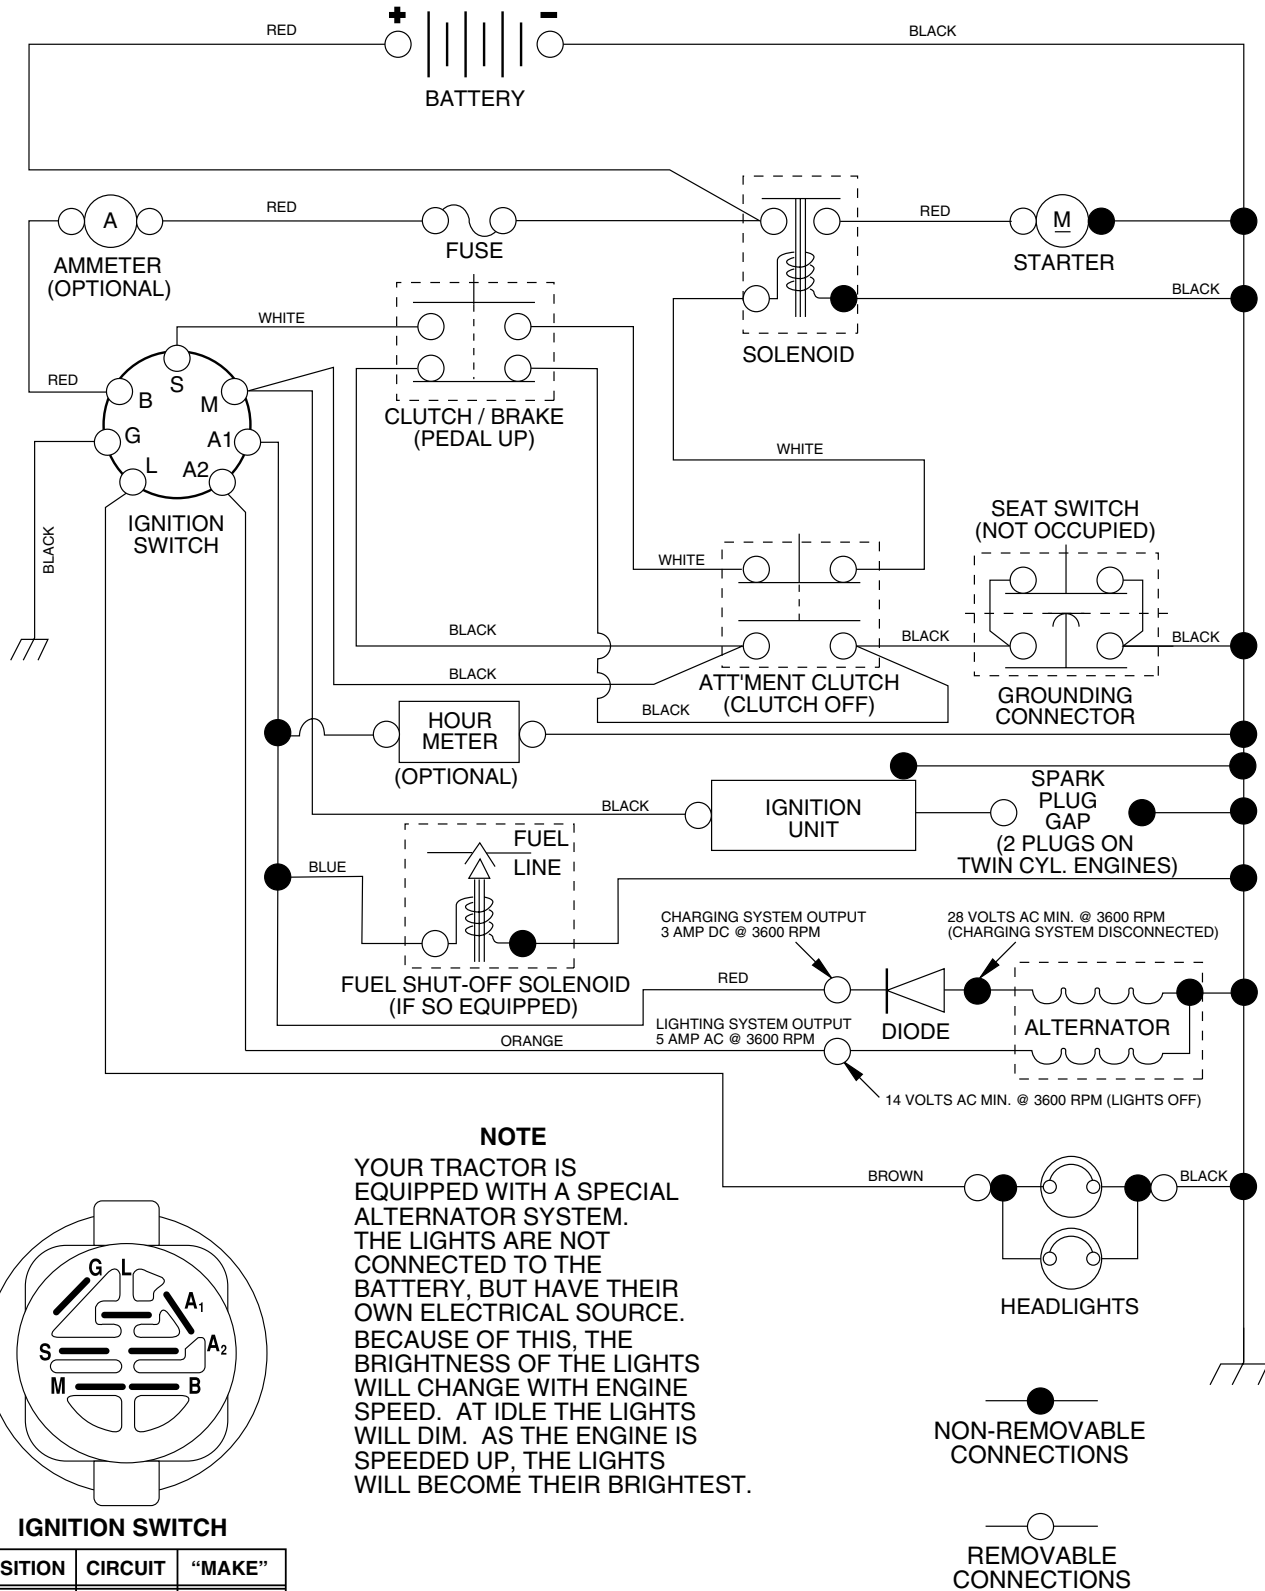 + –
RED
BLACK
BATTERY
A
RED
FUSE
RED
M
STARTER
AMMETER
(OPTIONAL)
BLACK
WHITE
SOLENOID
RED
S
B
M
G
A1
L
A2
CLUTCH / BRAKE
(PEDAL UP)
WHITE
IGNITION
SWITCH
BLACK
SEAT SWITCH
(NOT OCCUPIED)
WHITE
BLACK
BLACK
BLACK
BLACK
ATT'MENT CLUTCH
(CLUTCH OFF)
BLACK
GROUNDING
CONNECTOR
HOUR
METER
(OPTIONAL)
BLACK
IGNITION
UNIT
SPARK
PLUG
GAP
(2 PLUGS ON
TWIN CYL. ENGINES)
FUEL
LINE
BLUE
FUEL SHUT-OFF SOLENOID
(IF SO EQUIPPED)
CHARGING SYSTEM OUTPUT
3 AMP DC @ 3600 RPM
28 VOLTS AC MIN. @ 3600 RPM
(CHARGING SYSTEM DISCONNECTED)
RED
DIODE
ALTERNATOR
LIGHTING SYSTEM OUTPUT
5 AMP AC @ 3600 RPM
ORANGE
14 VOLTS AC MIN. @ 3600 RPM (LIGHTS OFF)
NOTE
YOUR TRACTOR IS
EQUIPPED WITH A SPECIAL
ALTERNATOR SYSTEM.
THE LIGHTS ARE NOT
CONNECTED TO THE
BATTERY, BUT HAVE THEIR
OWN ELECTRICAL SOURCE.
BECAUSE OF THIS, THE
BRIGHTNESS OF THE LIGHTS
WILL CHANGE WITH ENGINE
SPEED. AT IDLE THE LIGHTS
WILL DIM. AS THE ENGINE IS
SPEEDED UP, THE LIGHTS
WILL BECOME THEIR BRIGHTEST.
BROWN
BLACK
HEADLIGHTS
G L
A1
A2
S
M
B
IGNITION SWITCH
SITION CIRCUIT “MAKE”
NON-REMOVABLE
CONNECTIONS
REMOVABLE
CONNECTIONS